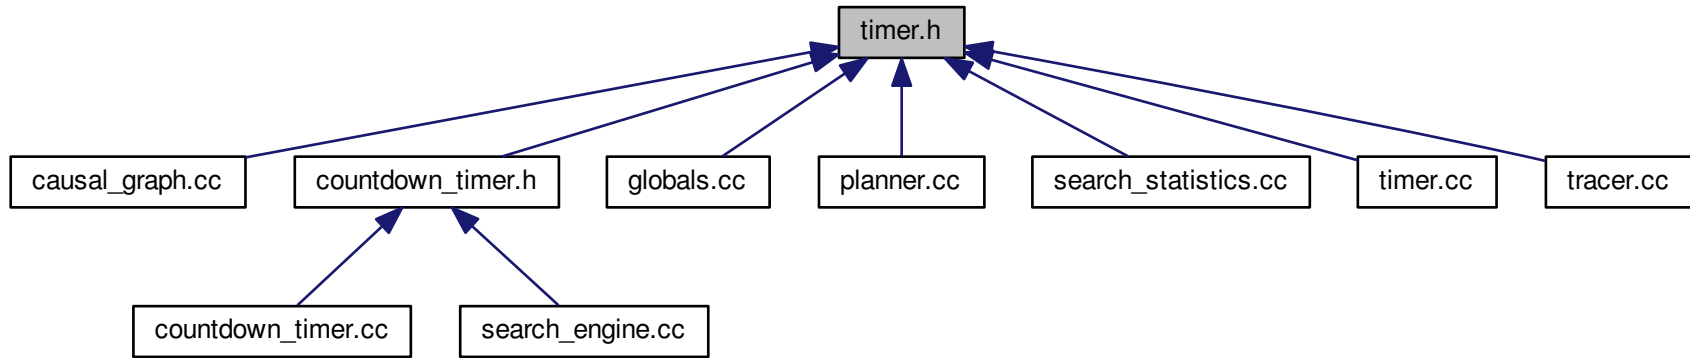 timer.h
causal_graph.cc
countdown_timer.h
globals.cc
planner.cc
search_statistics.cc
timer.cc
tracer.cc
countdown_timer.cc
search_engine.cc